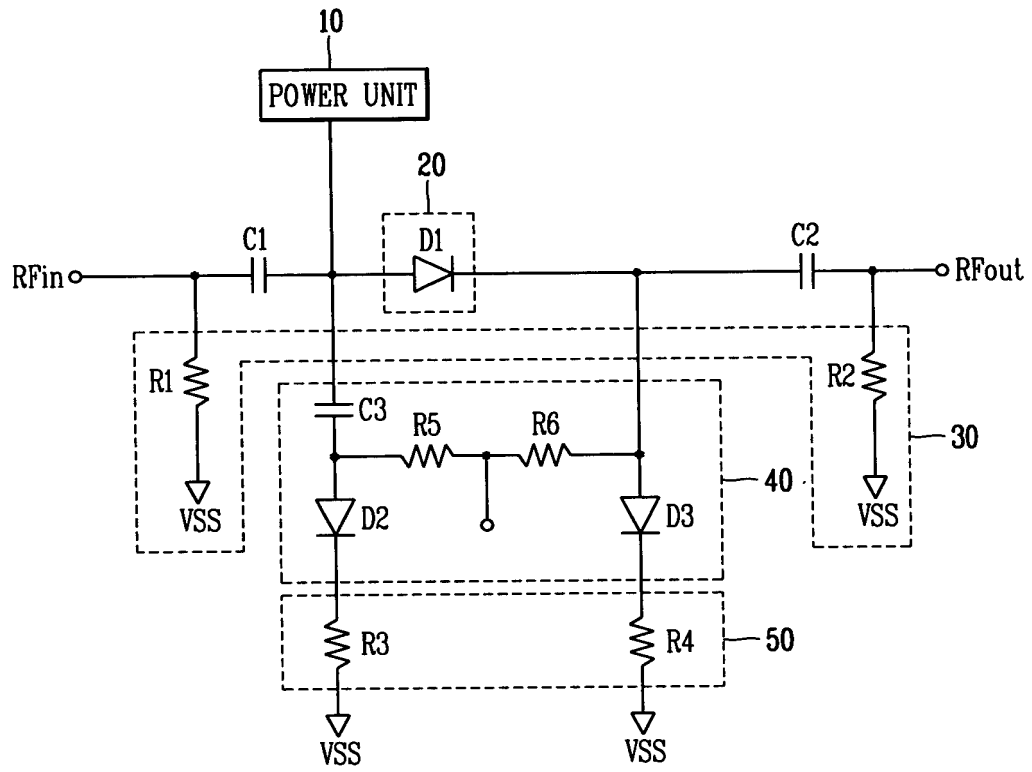 10
POWER UNIT
20
C1
D1
C2
RFin
RFout
R1
R2
C3
R5
R6
30
40
VSS
D2
D3
VSS
R3
R4
50
VSS
VSS